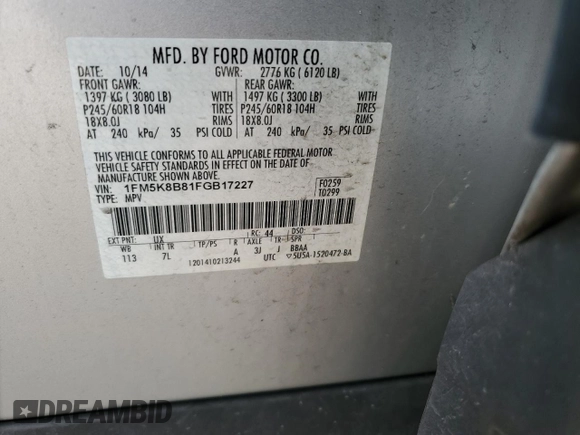 MFD. BY FORD MOTOR CO.
DATE: 10/14 GVWR: 2776 KG ( 6120 LB)
FRONT GAWR: REAR GAWR:
1397 KG ( 3080 LB) WITH 1497 KG ( 3300 LB) WITH
P245/60R18 104H TIRES P245/60R18 104H TIRES
18X8.0J RIMS 18X8.0J RIMS
AT 240 kPa/ 35 PSI COLD AT 240 kPa/ 35 PSI COLD
THIS VEHICLE CONFORMS TO ALL APPLICABLE FEDERAL MOTOR
VEHICLE SAFETY STANDARDS IN EFFECT ON THE DATE OF
MANUFACTURE SHOWN ABOVE.
VIN: 1FM5K8B81FGB17227 F0259
TYPE: MPV T0299
EXT PNT: UX RC: 44 DSO:
WB INT TR TP/PS R AXLE TR SPR
113 7L A 3J J BBAA
1201410213244 UTC 5U5A-1520472-BA
DREAMBID